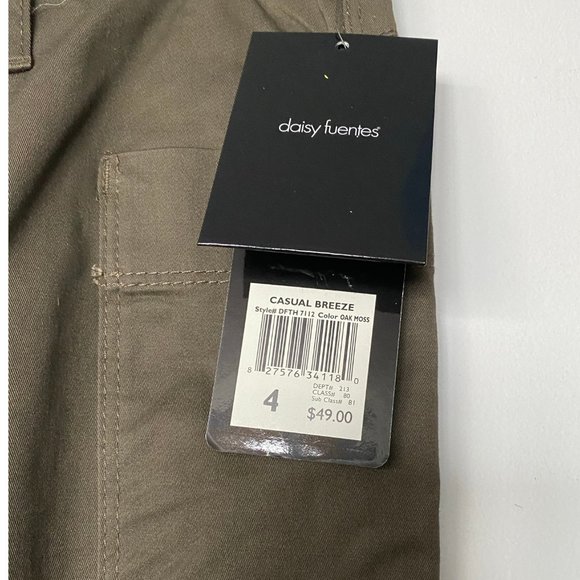 daisy fuentes®
CASUAL BREEZE
Style# DFTH 7112 Color OAK MOSS
8 27576 34118 0
DEPT# 213
CLASS# 80
Sub Class# 81
4
$49.00